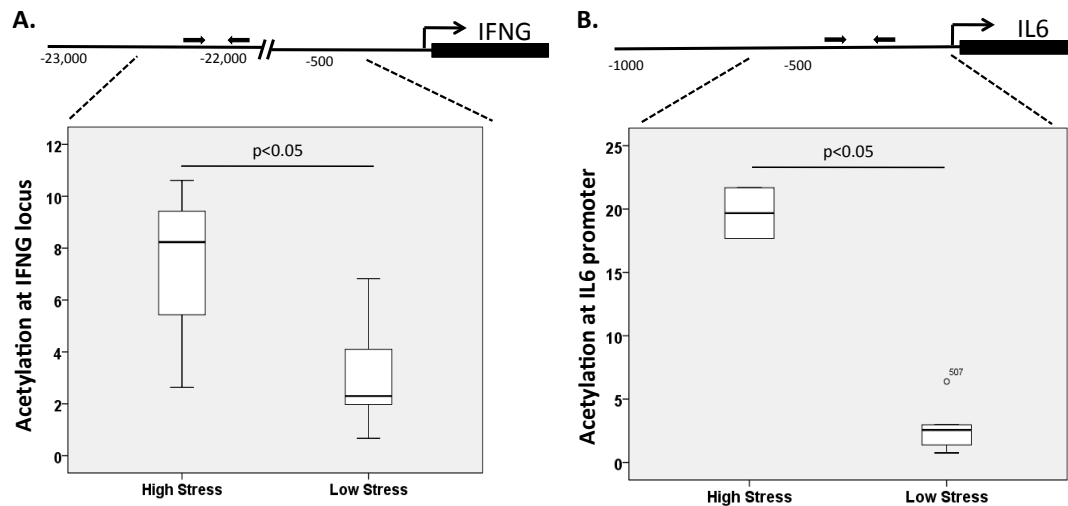 A.
IFNG
-23,000
-22,000
-500
p<0.05
Acetylation at IFNG locus
12
10
8
6
4
2
0
High Stress
Low Stress
B.
IL6
-1000
-500
p<0.05
Acetylation at IL6 promoter
25
20
15
10
5
0
507
High Stress
Low Stress